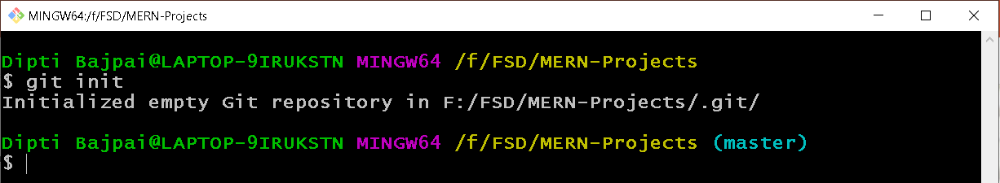 MINGW64:/f/FSD/MERN-Projects
Dipti Bajpai@LAPTOP-9IRUKSTN MINGW64 /f/FSD/MERN-Projects
$ git init
Initialized empty Git repository in F:/FSD/MERN-Projects/.git/
Dipti Bajpai@LAPTOP-9IRUKSTN MINGW64 /f/FSD/MERN-Projects (master)
$